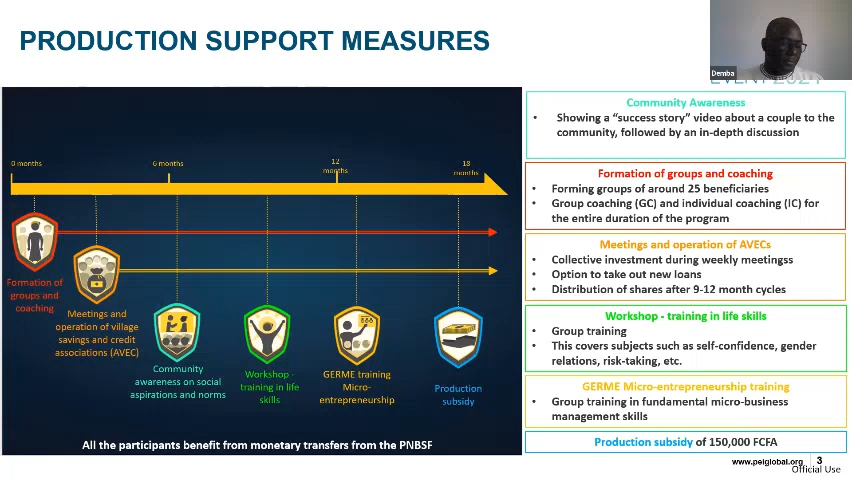 PRODUCTION SUPPORT MEASURES
Demba
EVENT 2021
0 months
6 months
12
months
18
months
Formation of
groups and
coaching
Meetings and
operation of village
savings and credit
associations (AVEC)
Community
awareness on social
aspirations and norms
Workshop -
training in life
skills
GERME training
Micro-
entrepreneurship
Production
subsidy
All the participants benefit from monetary transfers from the PNBSF
Community Awareness
• Showing a “success story” video about a couple to the
community, followed by an in-depth discussion
Formation of groups and coaching
• Forming groups of around 25 beneficiaries
• Group coaching (GC) and individual coaching (IC) for
the entire duration of the program
Meetings and operation of AVECs
• Collective investment during weekly meetingss
• Option to take out new loans
• Distribution of shares after 9-12 month cycles
Workshop - training in life skills
• Group training
• This covers subjects such as self-confidence, gender
relations, risk-taking, etc.
GERME Micro-entrepreneurship training
• Group training in fundamental micro-business
management skills
Production subsidy of 150,000 FCFA
www.peiglobal.org 3
Official Use